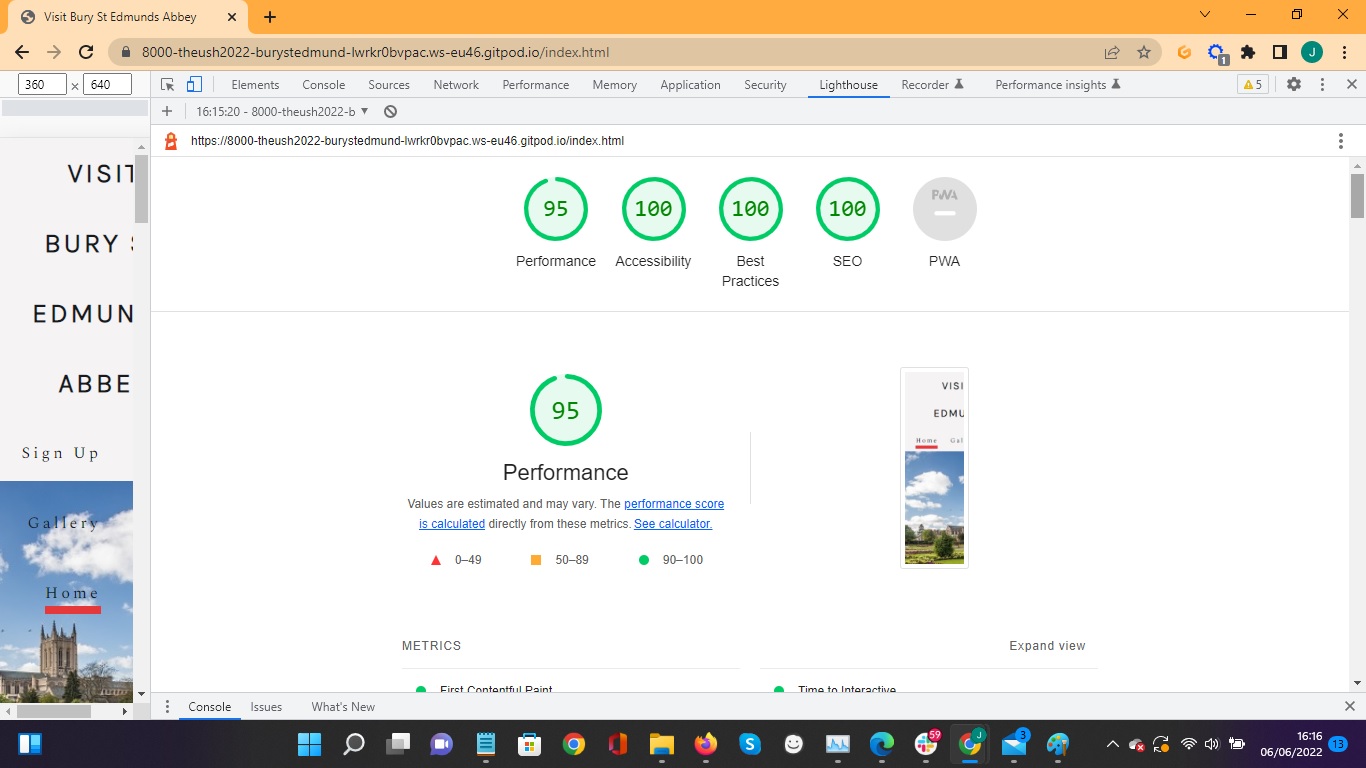 Visit Bury St Edmunds Abbey
8000-theush2022-burystedmund-lwrkr0bvpac.ws-eu46.gitpod.io/index.html
1
J
360 × 640
Elements Console Sources Network Performance Memory Application Security Lighthouse Recorder Performance insights 5
16:15:20 - 8000-theush2022-b
https://8000-theush2022-burystedmund-lwrkr0bvpac.ws-eu46.gitpod.io/index.html
VISIT
BURY S
EDMUN
ABBE
Sign Up
Gallery
Home
95 100 100 100 PWA
Performance Accessibility Best Practices SEO PWA
95
Performance
Values are estimated and may vary. The performance score
is calculated directly from these metrics. See calculator.
0–49 50–89 90–100
VISI
EDMU
Home Gal
METRICS Expand view
First Contentful Paint Time to Interactive
Console Issues What's New
59
J
3
16:16
06/06/2022
13